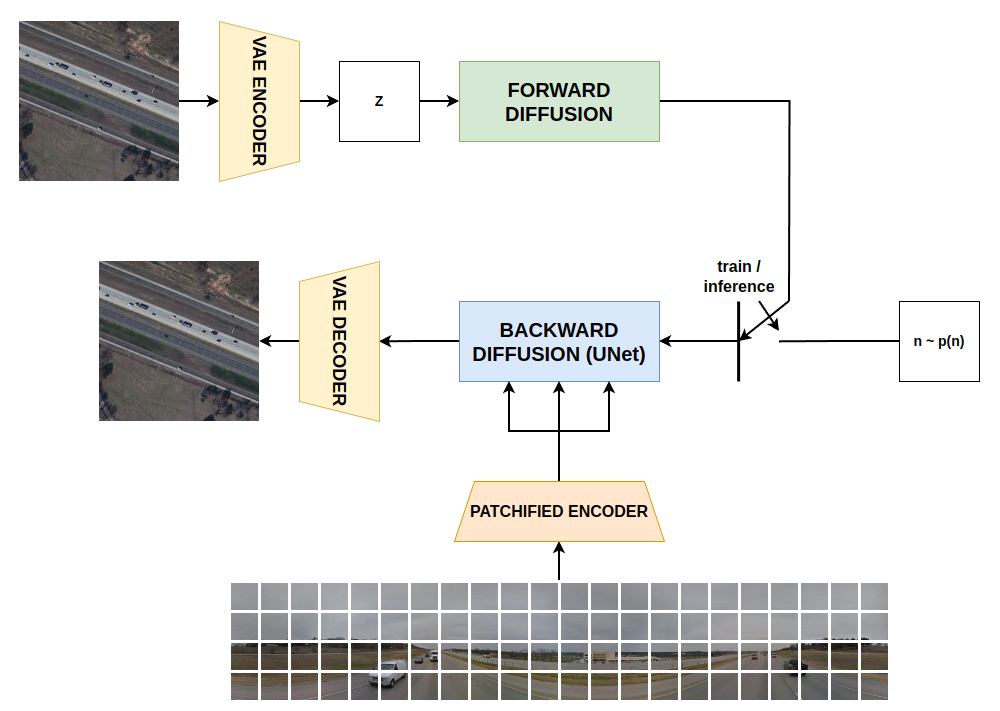 VAE ENCODER
Z
FORWARD
DIFFUSION
train /
inference
VAE DECODER
BACKWARD
DIFFUSION (UNet)
n ~ p(n)
PATCHIFIED ENCODER